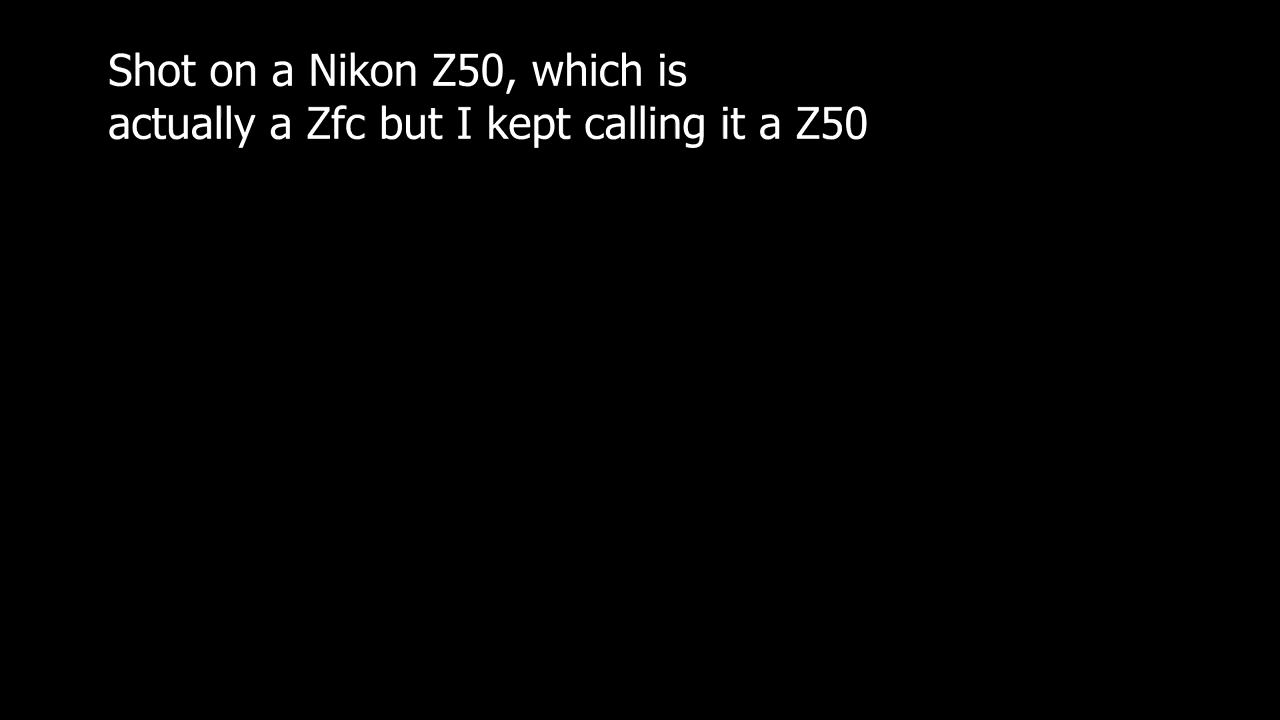 Shot on a Nikon Z50, which is
actually a Zfc but I kept calling it a Z50